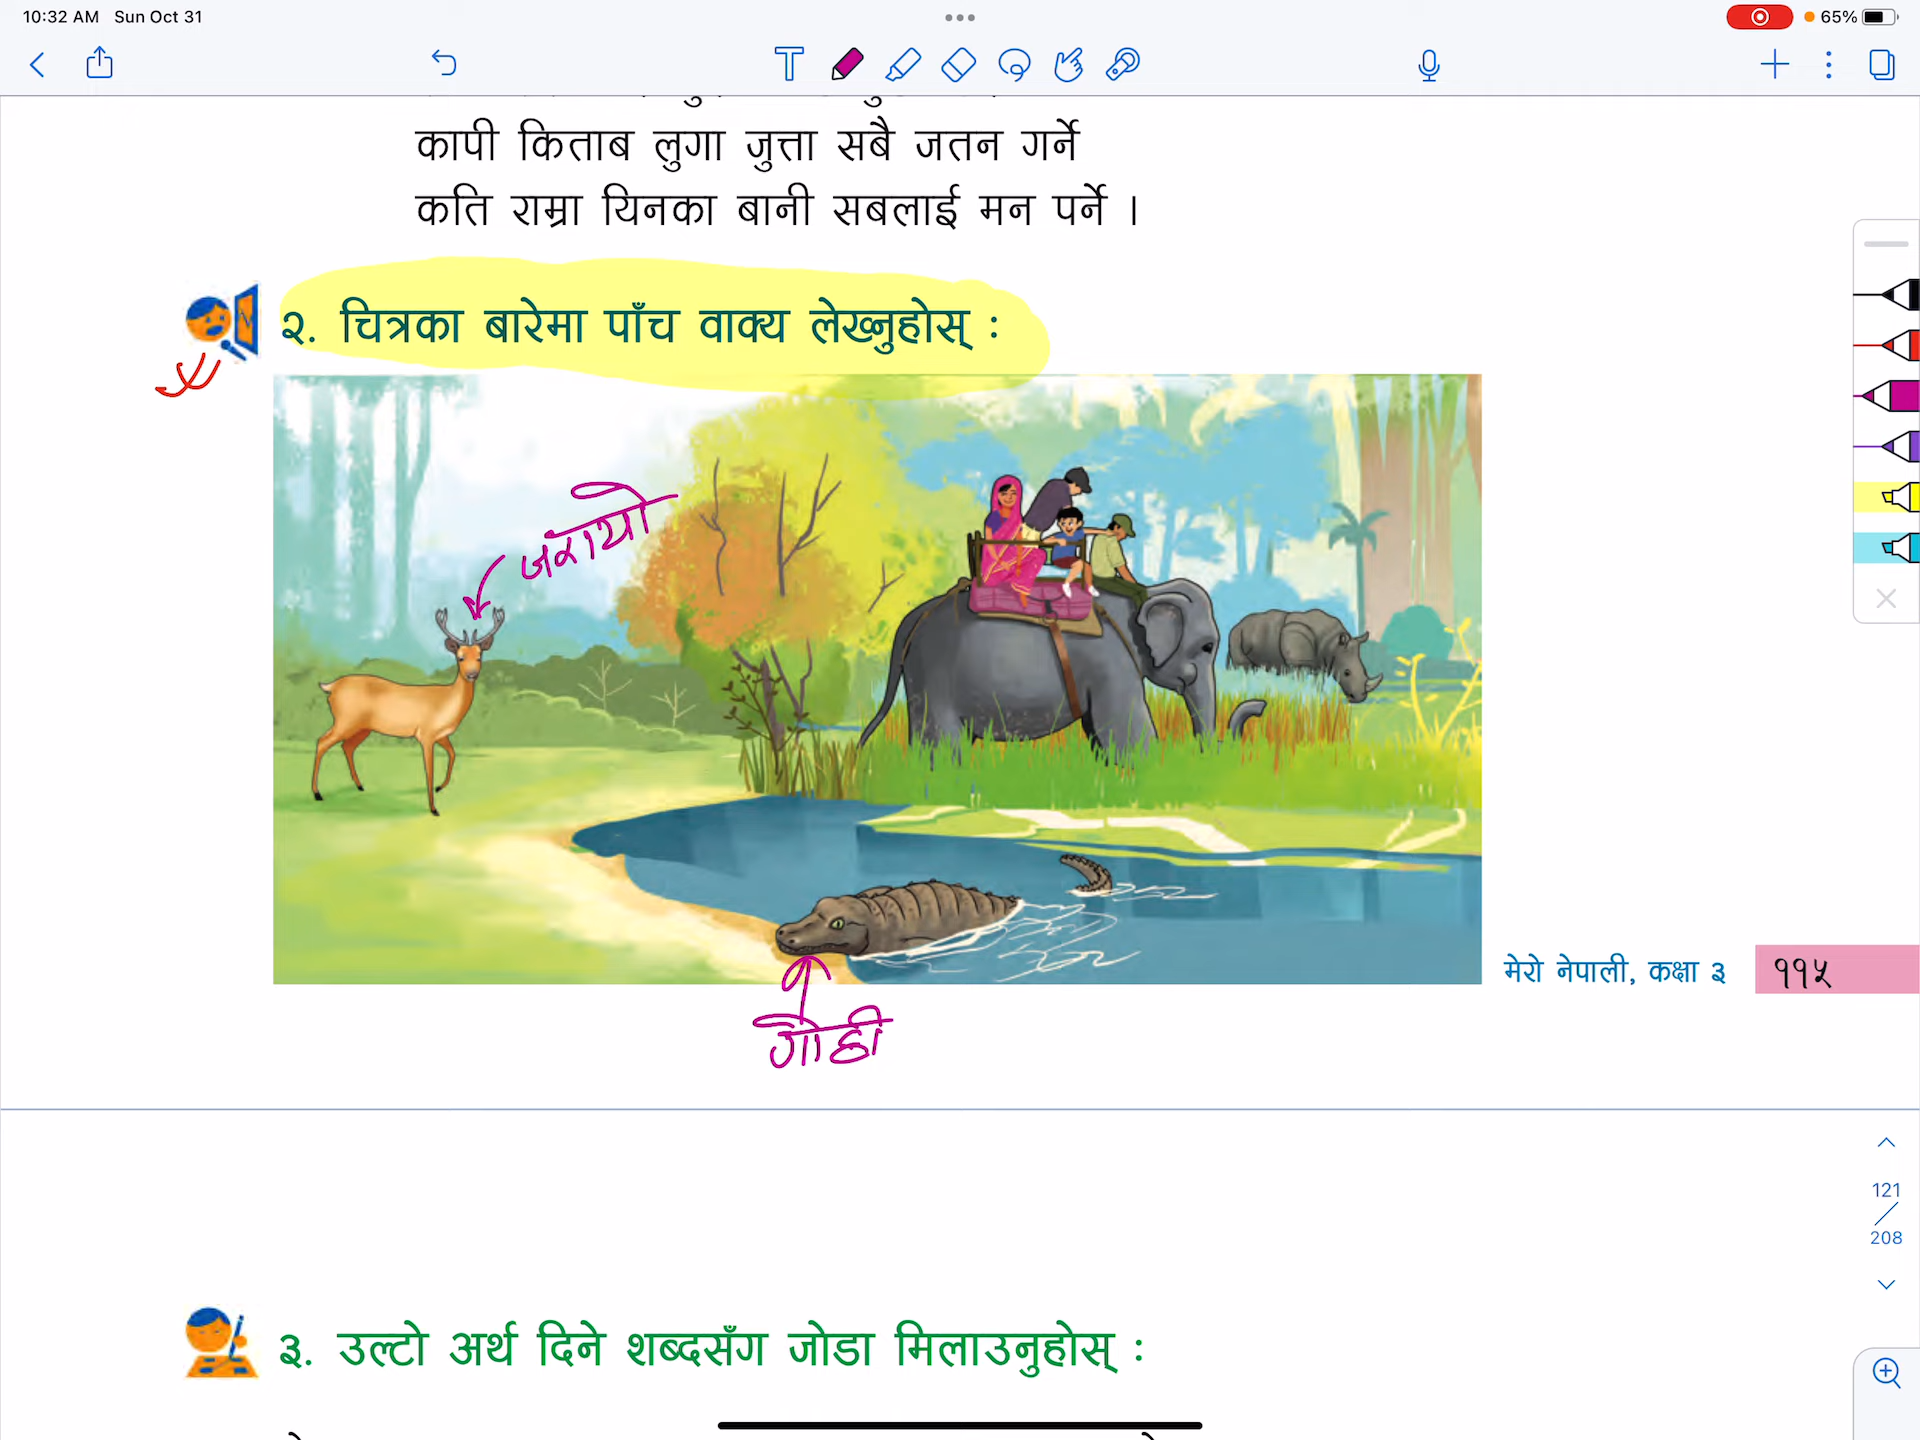 10:32 AM Sun Oct 31
65%
कापी किताब लुगा जुत्ता सबै जतन गर्ने
कति राम्रा यिनका बानी सबलाई मन पर्ने ।
२. चित्रका बारेमा पाँच वाक्य लेख्नुहोस् :
जरायो
गोही
मेरो नेपाली, कक्षा ३ ११५
121
208
३. उल्टो अर्थ दिने शब्दसँग जोडा मिलाउनुहोस् :